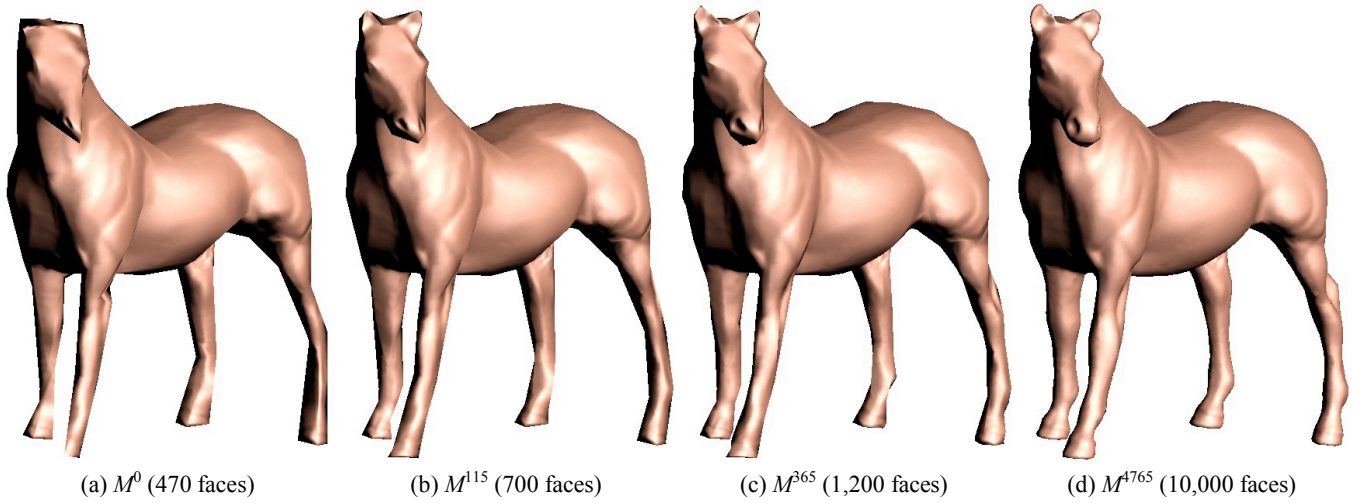 (a) M⁰ (470 faces)
(b) M¹¹⁵ (700 faces)
(c) M³⁶⁵ (1,200 faces)
(d) M⁴⁷⁶⁵ (10,000 faces)